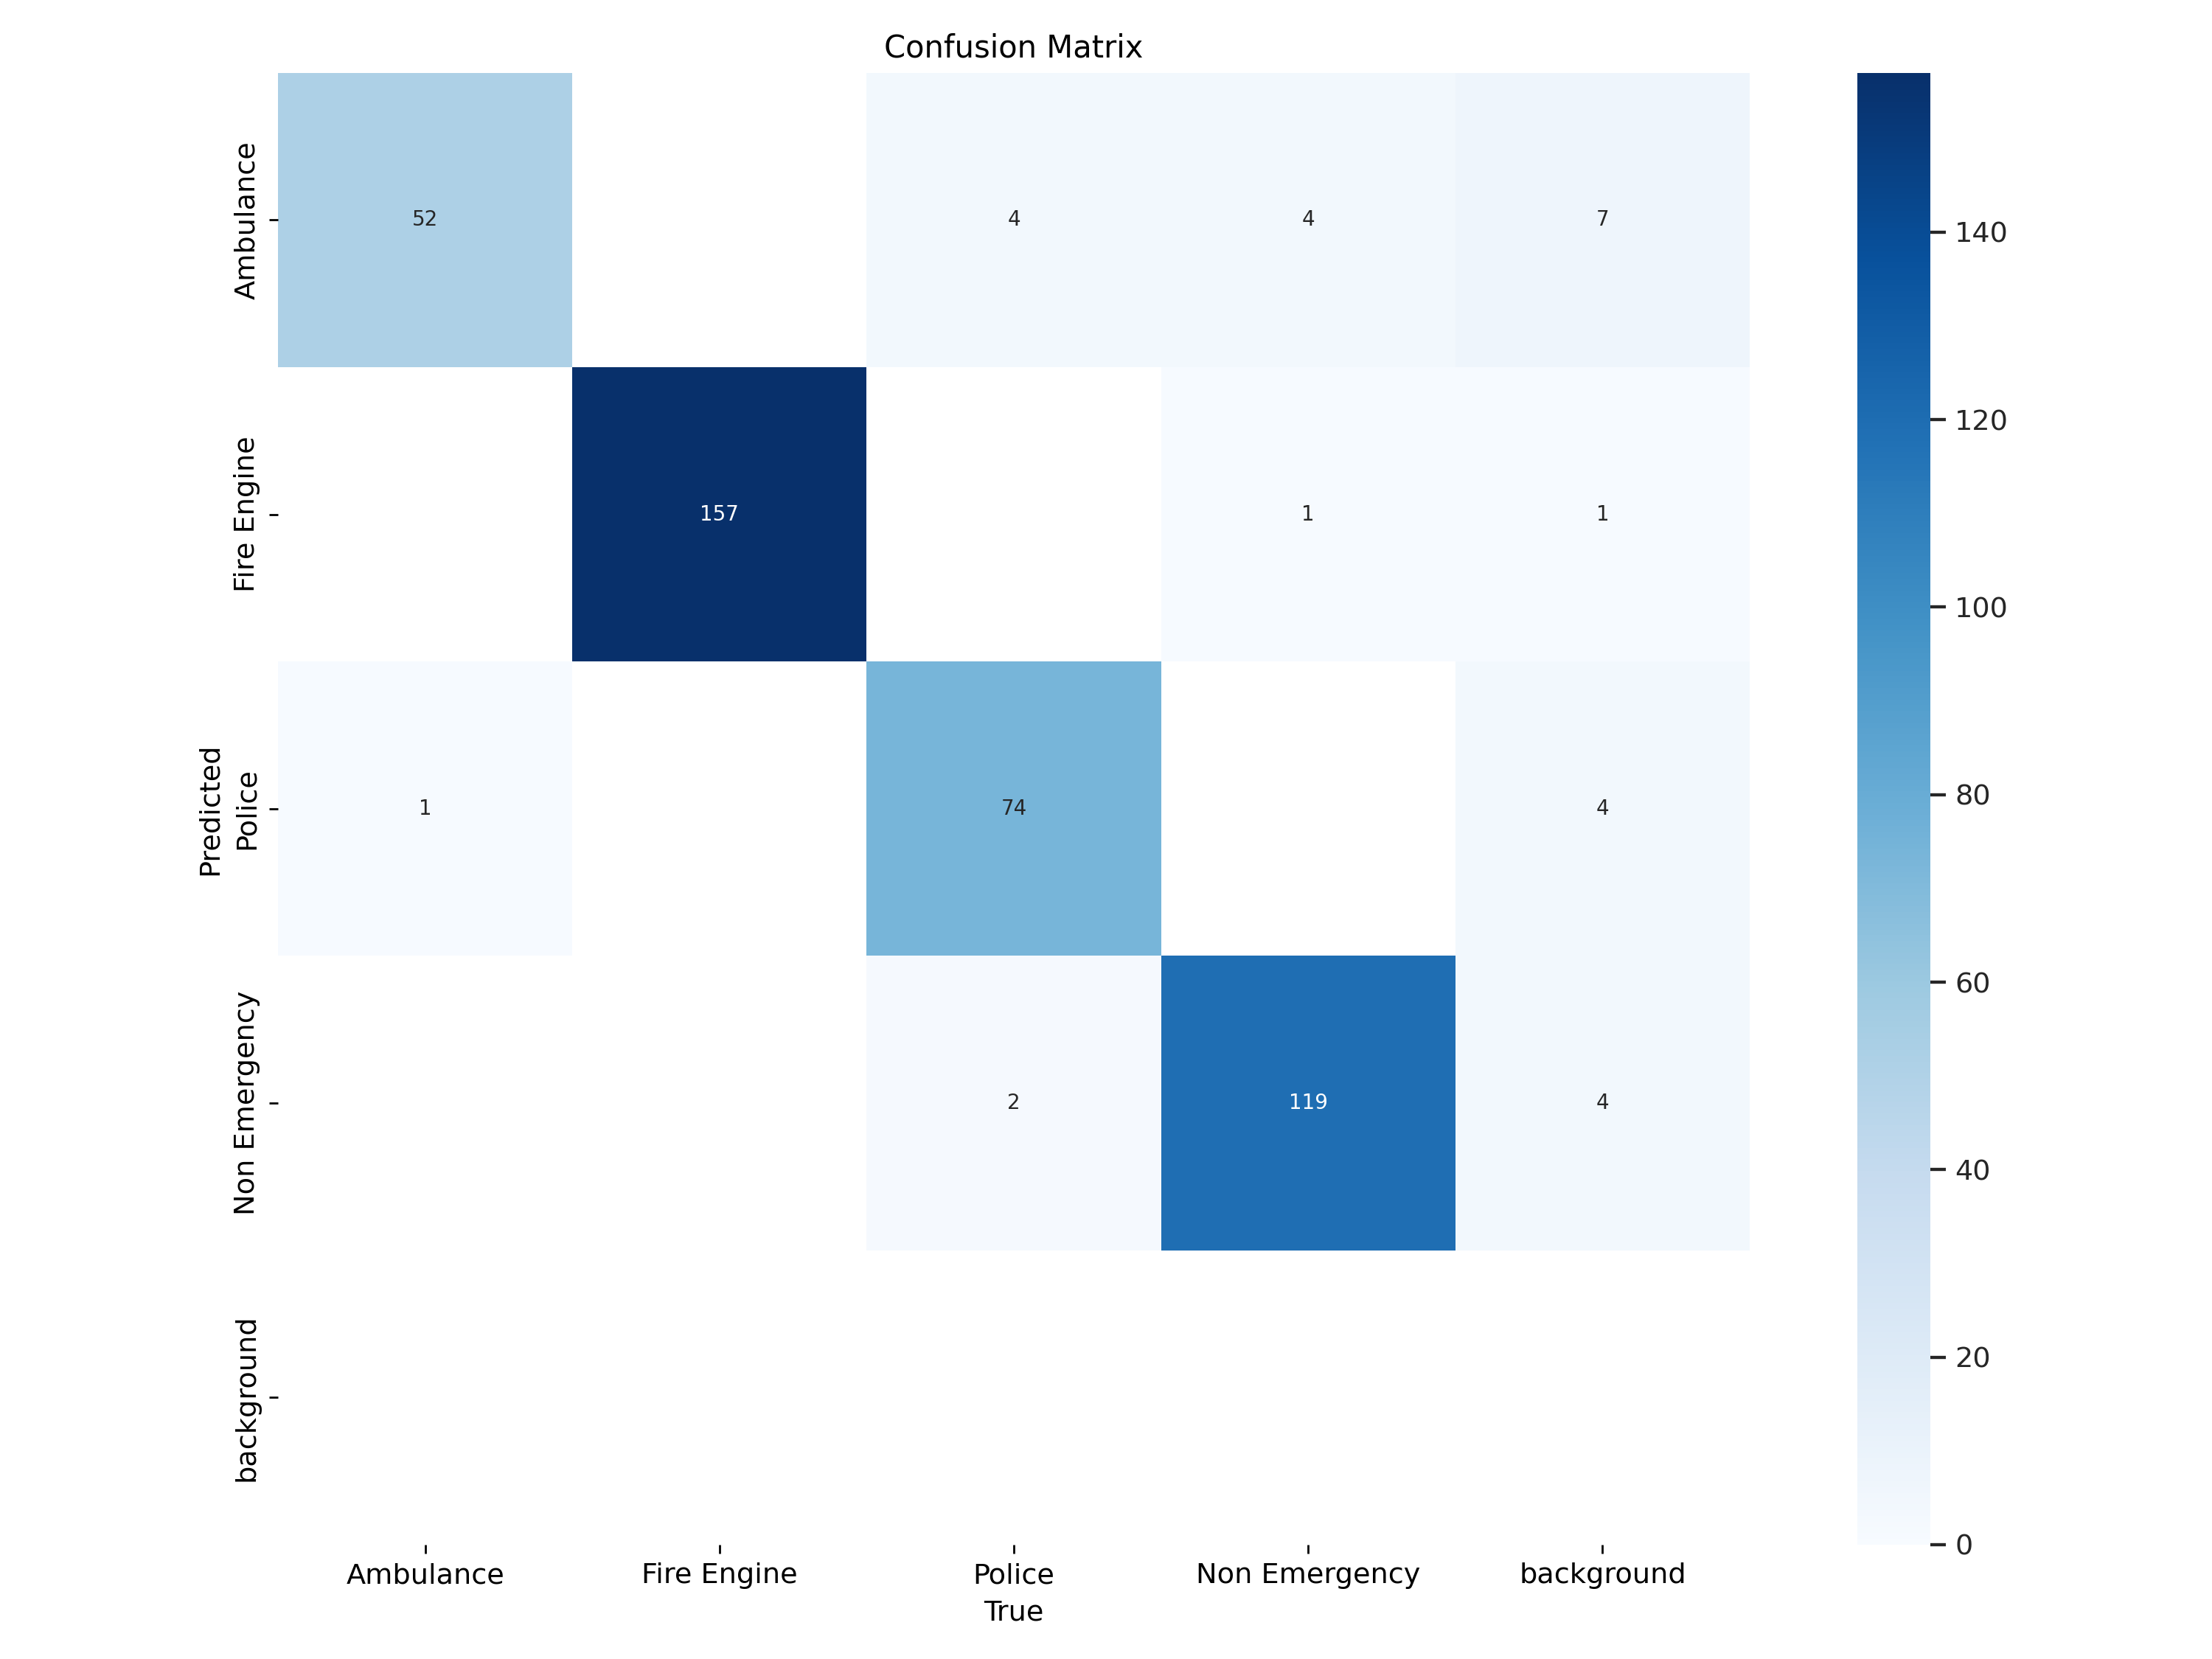 Confusion Matrix
Ambulance
52 4 4 7
Fire Engine
157 1 1
Predicted
Police
1 74 4
Non Emergency
2 119 4
background
Ambulance Fire Engine Police Non Emergency background
True
140
120
100
80
60
40
20
0